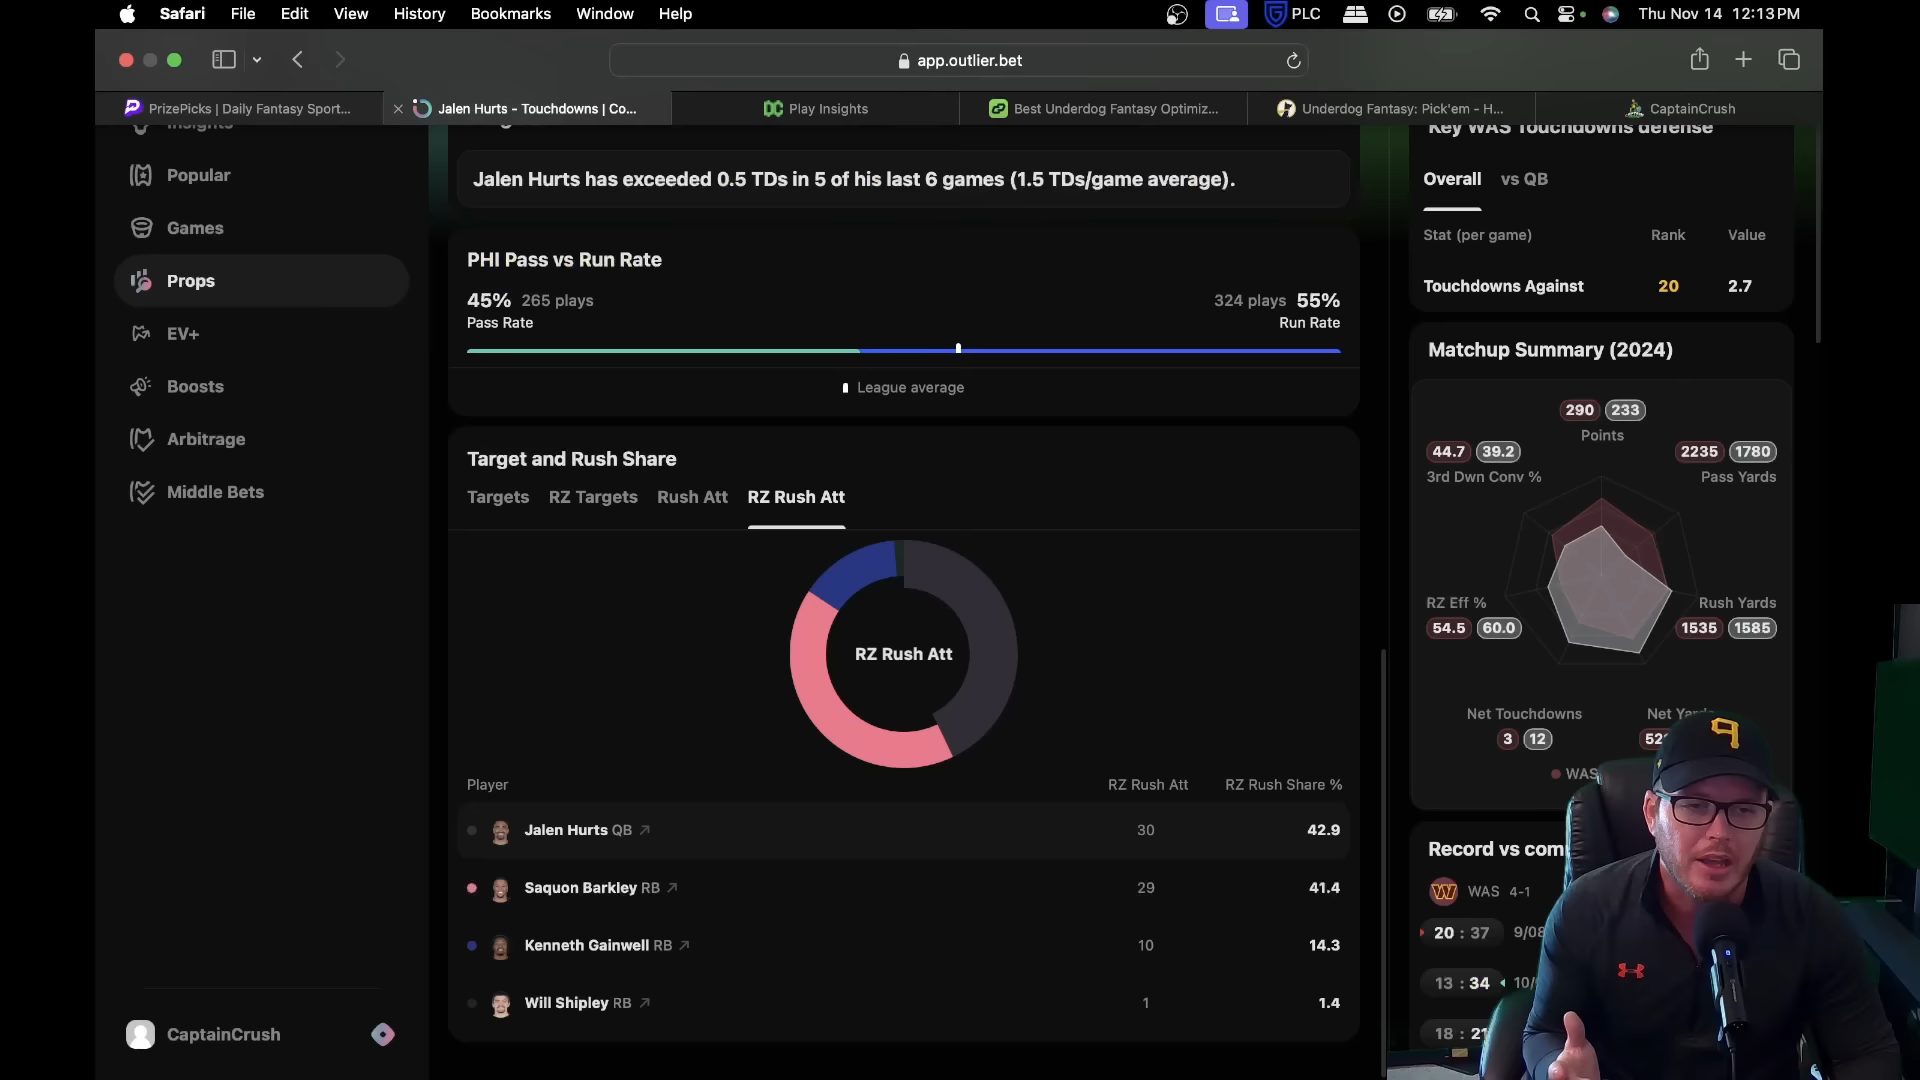 Safari File Edit View History Bookmarks Window Help PLC Thu Nov 14 12:13 PM
app.outlier.bet
PrizePicks | Daily Fantasy Sport... Jalen Hurts - Touchdowns | Co... Play Insights Best Underdog Fantasy Optimiz... Underdog Fantasy: Pick'em - H... CaptainCrush
Insights
Popular
Games
Props
EV+
Boosts
Arbitrage
Middle Bets
CaptainCrush
Jalen Hurts has exceeded 0.5 TDs in 5 of his last 6 games (1.5 TDs/game average).
PHI Pass vs Run Rate
45% 265 plays 324 plays 55%
Pass Rate Run Rate
League average
Target and Rush Share
Targets RZ Targets Rush Att RZ Rush Att
RZ Rush Att
Player RZ Rush Att RZ Rush Share %
Jalen Hurts QB 30 42.9
Saquon Barkley RB 29 41.4
Kenneth Gainwell RB 10 14.3
Will Shipley RB 1 1.4
Key WAS Touchdowns defense
Overall vs QB
Stat (per game) Rank Value
Touchdowns Against 20 2.7
Matchup Summary (2024)
290 233
Points
44.7 39.2 2235 1780
3rd Dwn Conv % Pass Yards
RZ Eff % Rush Yards
54.5 60.0 1535 1585
Net Touchdowns Net
3 12
WAS
Record vs
WAS 4-1
20 : 37
13 : 34
18 :
P